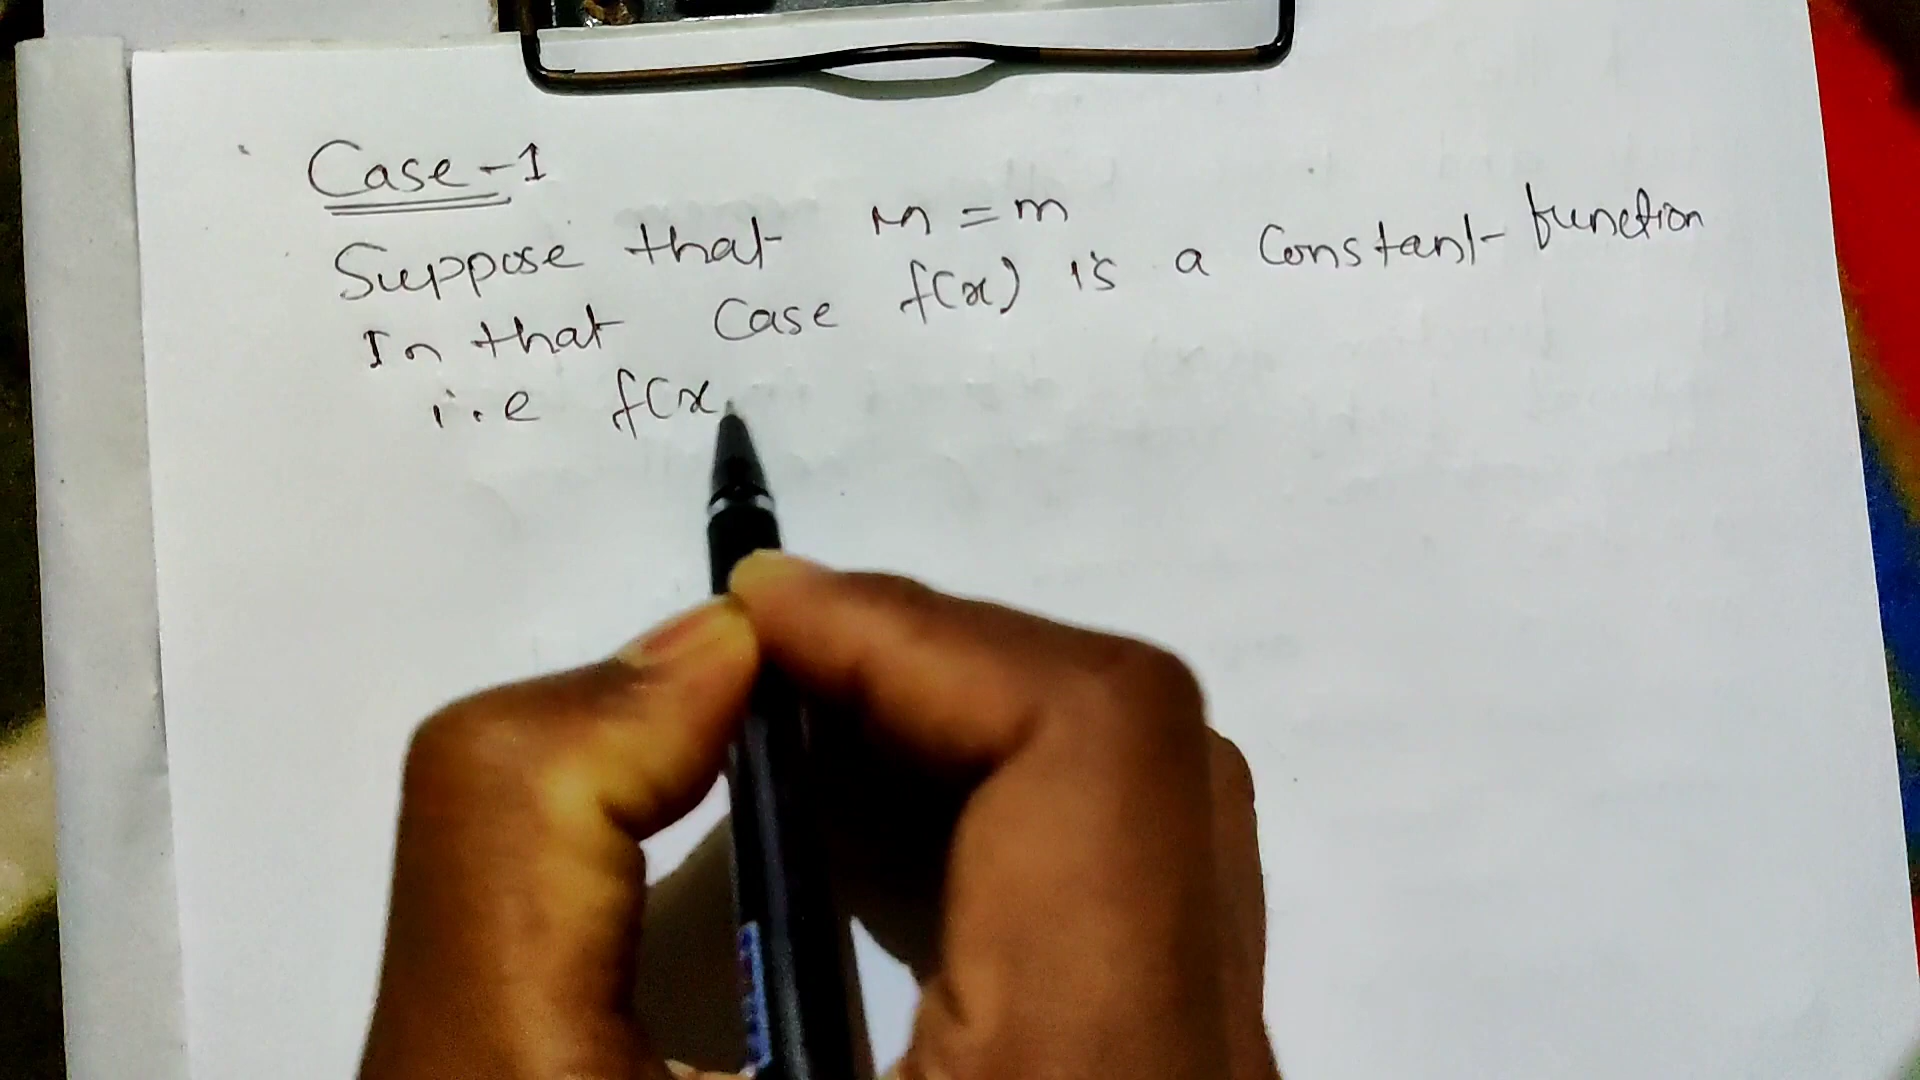 Case-1
Suppose that M = m
In that case f(x) is a constant function
i.e f(x